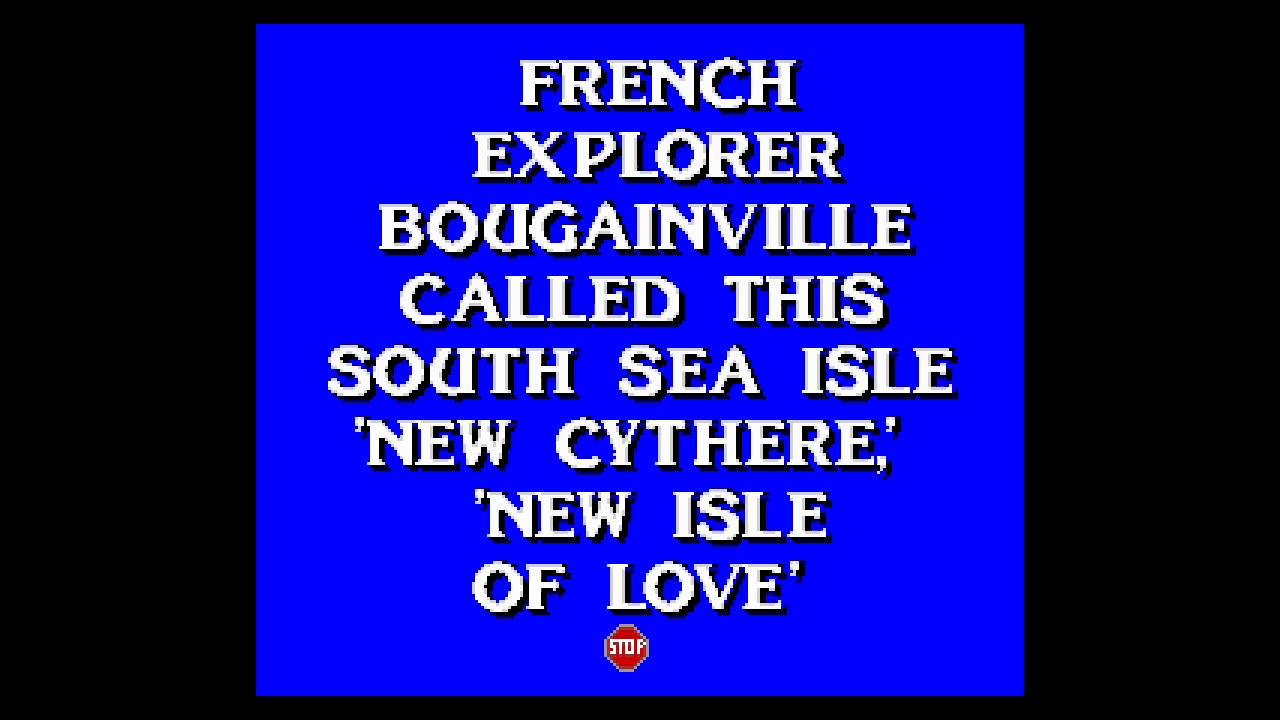 FRENCH
EXPLORER
BOUGAINVILLE
CALLED THIS
SOUTH SEA ISLE
'NEW CYTHERE,'
'NEW ISLE
OF LOVE'
STOP